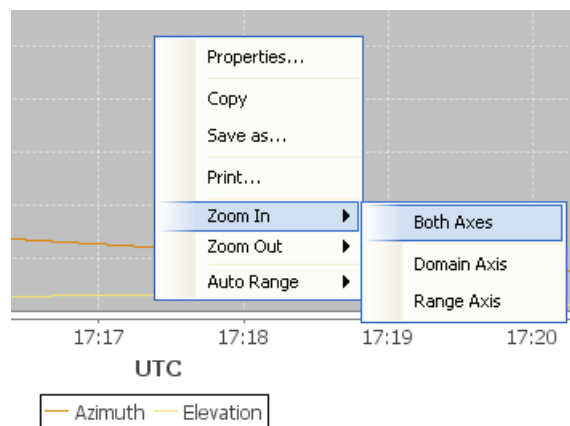 Properties...
Copy
Save as...
Print...
Zoom In
Zoom Out
Auto Range
Both Axes
Domain Axis
Range Axis
17:17 17:18 17:19 17:20
UTC
Azimuth Elevation